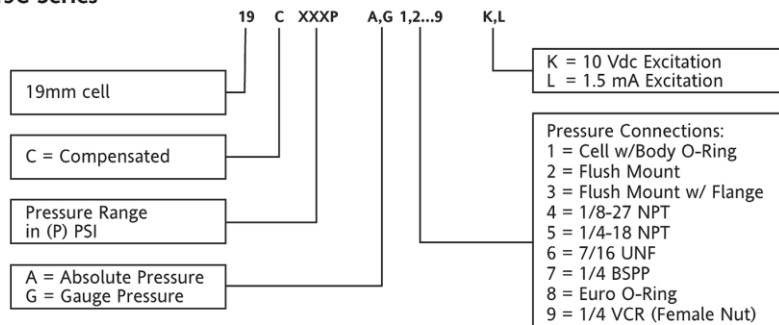 19 C XXXP A,G 1,2...9 K,L
19mm cell
C = Compensated
Pressure Range
in (P) PSI
A = Absolute Pressure
G = Gauge Pressure
K = 10 Vdc Excitation
L = 1.5 mA Excitation
Pressure Connections:
1 = Cell w/Body O-Ring
2 = Flush Mount
3 = Flush Mount w/ Flange
4 = 1/8-27 NPT
5 = 1/4-18 NPT
6 = 7/16 UNF
7 = 1/4 BSPP
8 = Euro O-Ring
9 = 1/4 VCR (Female Nut)